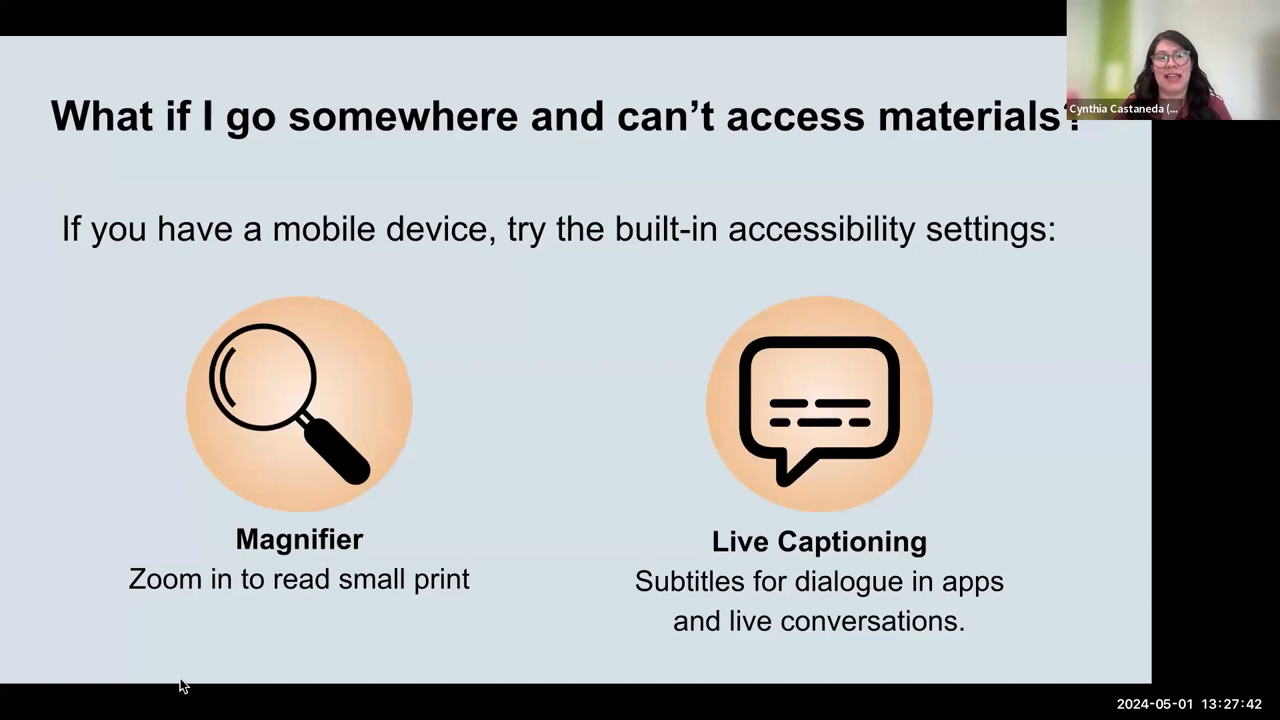 What if I go somewhere and can’t access materials?
Cynthia Castaneda (...
If you have a mobile device, try the built-in accessibility settings:
Magnifier
Zoom in to read small print
Live Captioning
Subtitles for dialogue in apps
and live conversations.
2024-05-01 13:27:42